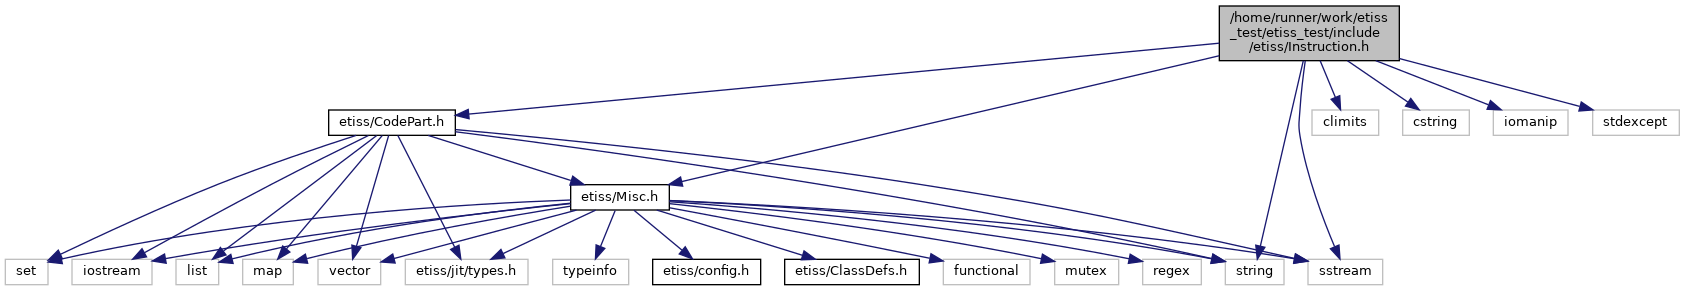 /home/runner/work/etiss
_test/etiss_test/include
/etiss/Instruction.h
etiss/CodePart.h
climits
cstring
iomanip
stdexcept
etiss/Misc.h
set
iostream
list
map
vector
etiss/jit/types.h
typeinfo
etiss/config.h
etiss/ClassDefs.h
functional
mutex
regex
string
sstream